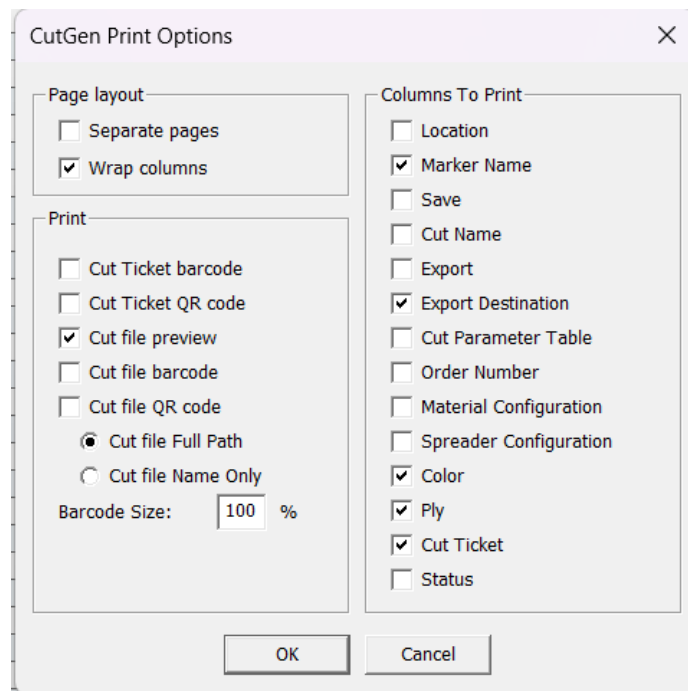 CutGen Print Options
Page layout
Separate pages
Wrap columns
Print
Cut Ticket barcode
Cut Ticket QR code
Cut file preview
Cut file barcode
Cut file QR code
Cut file Full Path
Cut file Name Only
Barcode Size: 100 %
Columns To Print
Location
Marker Name
Save
Cut Name
Export
Export Destination
Cut Parameter Table
Order Number
Material Configuration
Spreader Configuration
Color
Ply
Cut Ticket
Status
OK
Cancel